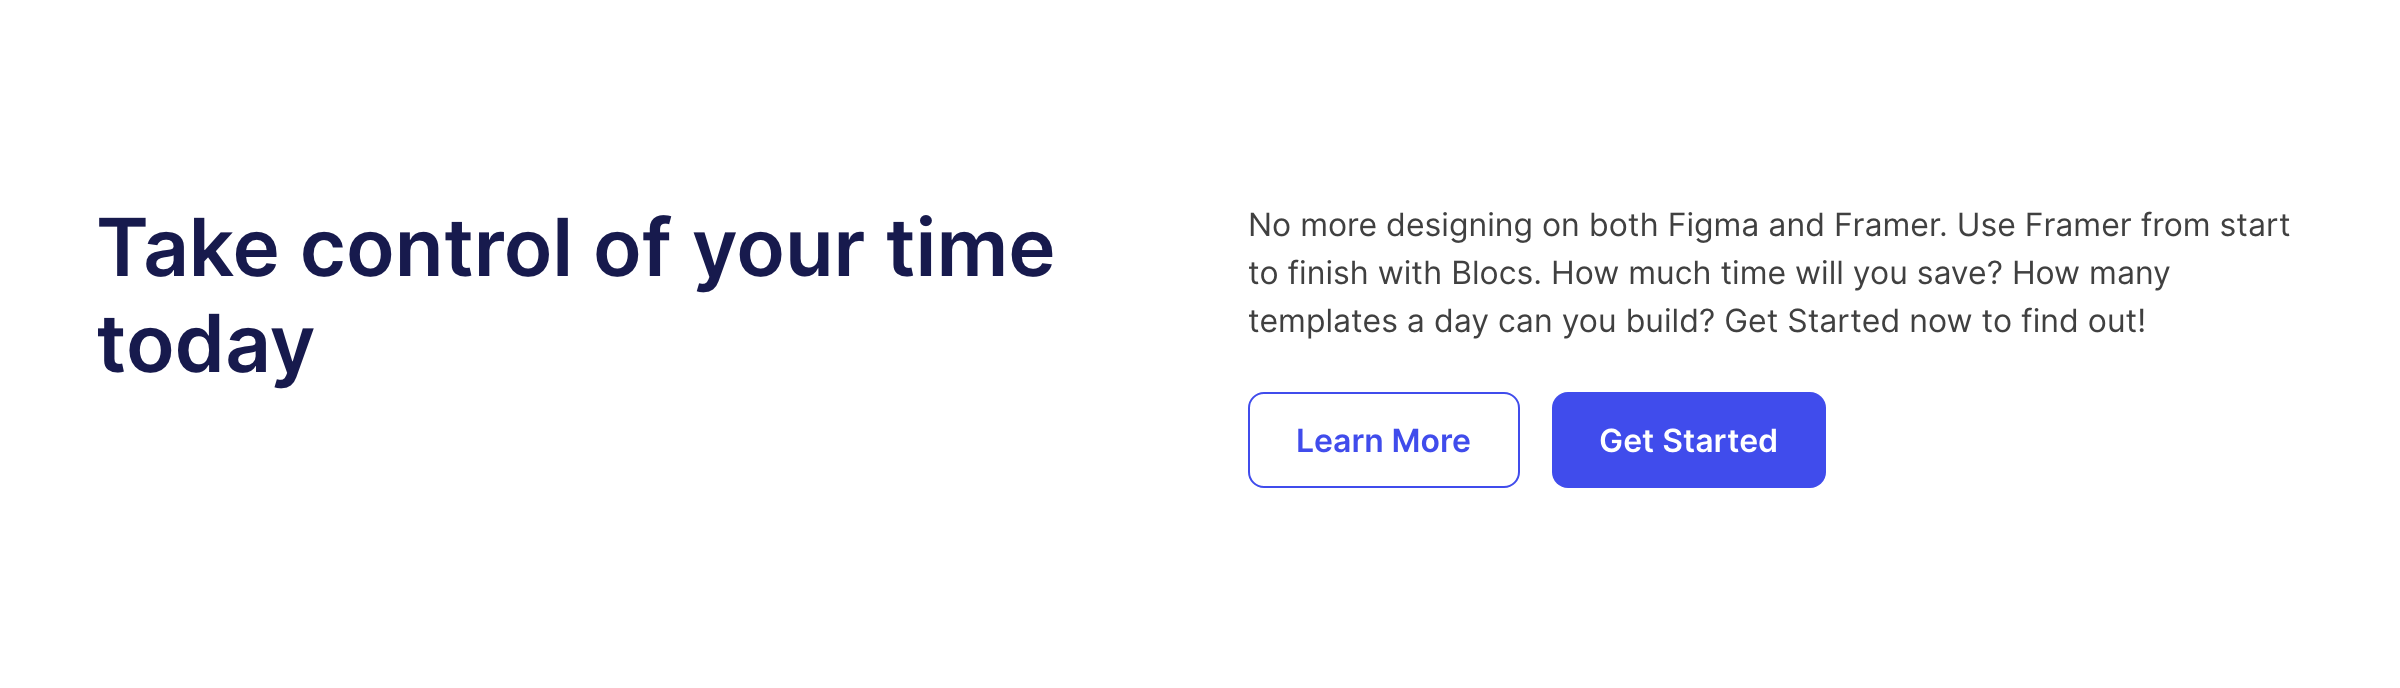 Take control of your time
today
No more designing on both Figma and Framer. Use Framer from start
to finish with Blocs. How much time will you save? How many
templates a day can you build? Get Started now to find out!
Learn More
Get Started